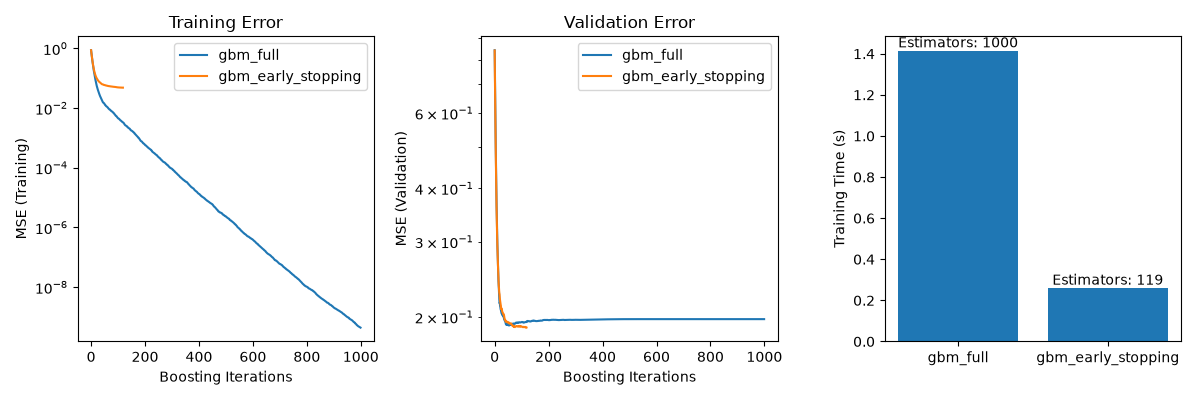 Training Error
MSE (Training)
10^0
10^−2
10^−4
10^−6
10^−8
gbm_full
gbm_early_stopping
0 200 400 600 800 1000
Boosting Iterations
Validation Error
MSE (Validation)
6 × 10^−1
4 × 10^−1
3 × 10^−1
2 × 10^−1
gbm_full
gbm_early_stopping
0 200 400 600 800 1000
Boosting Iterations
Training Time (s)
1.4
1.2
1.0
0.8
0.6
0.4
0.2
0.0
Estimators: 1000
Estimators: 119
gbm_full gbm_early_stopping